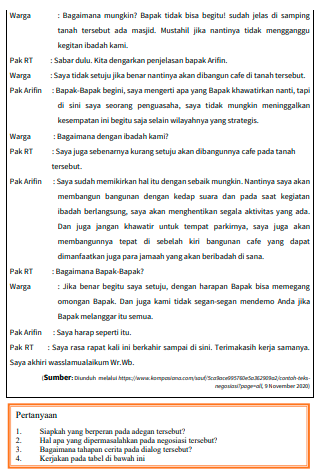 Warga : Bagaimana mungkin? Bapak tidak bisa begitu! sudah jelas di samping
tanah tersebut ada masjid. Mustahil jika nantinya tidak mengganggu
kegitan ibadah kami.
Pak RT : Sabar dulu. Kita dengarkan penjelasan bapak Arifin.
Warga : Saya tidak setuju jika benar nantinya akan dibangun cafe di tanah tersebut.
Pak Arifin : Bapak-Bapak begini, saya mengerti apa yang Bapak khawatirkan nanti, tapi
di sini saya seorang penguasaha, saya tidak mungkin meninggalkan
kesempatan ini begitu saja selain wilayahnya yang strategis.
Warga : Bagaimana dengan ibadah kami?
Pak RT : Saya juga sebenarnya kurang setuju akan dibangunnya cafe pada tanah
tersebut.
Pak Arifin : Saya sudah memikirkan hal itu dengan sebaik mungkin. Nantinya saya akan
membangun bangunan dengan kedap suara dan pada saat kegiatan
ibadah berlangsung, saya akan menghentikan segala aktivitas yang ada.
Dan juga jangan khawatir untuk tempat parkirnya, saya juga akan
membangunnya tepat di sebelah kiri bangunan cafe yang dapat
dimanfaatkan juga para jamaah yang akan beribadah di sana.
Pak RT : Bagaimana Bapak-Bapak?
Warga : Jika benar begitu saya setuju, dengan harapan Bapak bisa memegang
omongan Bapak. Dan juga kami tidak segan-segan mendemo Anda jika
Bapak melanggar itu semua.
Pak Arifin : Saya harap seperti itu.
Pak RT : Saya rasa rapat kali ini berkahir sampai di sini. Terimakasih kerja samanya.
Saya akhiri wasslamualaikum Wr.Wb.
(Sumber: Diunduh melalui https://www.kompasiana.com/sauf/5ca9ace995760e5a362909a2/contoh-teks-
negosiasi?page=all, 9 November 2020)
Pertanyaan
1. Siapkah yang berperan pada adegan tersebut?
2. Hal apa yang dipermasalahkan pada negosiasi tersebut?
3. Bagaimana tahapan cerita pada dialog tersebut?
4. Kerjakan pada tabel di bawah ini